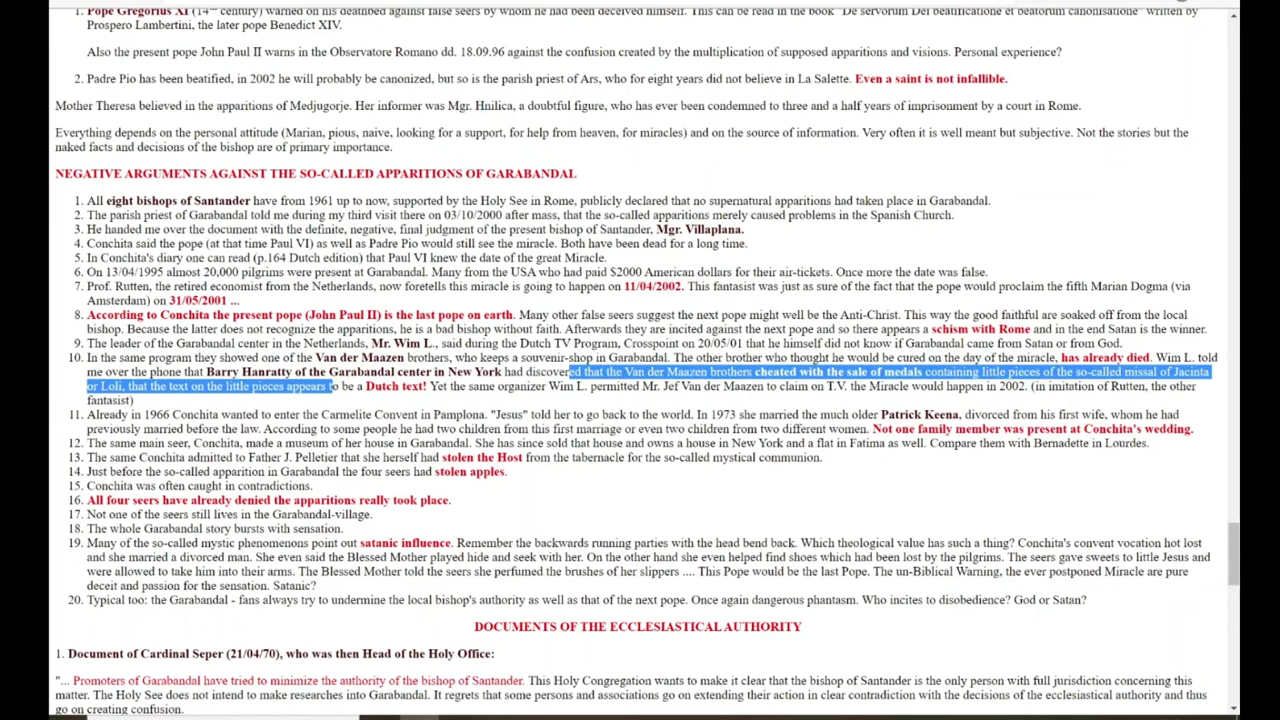 1. Pope Gregorius XI (14th century) warned on his deathbed against false seers by whom he had been deceived himself. This can be read in the book "De servorum Dei beatificatione et beatorum canonisatione" written by
Prospero Lambertini, the later pope Benedict XIV.
Also the present pope John Paul II warns in the Observatore Romano dd. 18.09.96 against the confusion created by the multiplication of supposed apparitions and visions. Personal experience?
2. Padre Pio has been beatified, in 2002 he will probably be canonized, but so is the parish priest of Ars, who for eight years did not believe in La Salette. Even a saint is not infallible.
Mother Theresa believed in the apparitions of Medjugorje. Her informer was Mgr. Hnilica, a doubtful figure, who has ever been condemned to three and a half years of imprisonment by a court in Rome.
Everything depends on the personal attitude (Marian, pious, naive, looking for a support, for help from heaven, for miracles) and on the source of information. Very often it is well meant but subjective. Not the stories but the
naked facts and decisions of the bishop are of primary importance.
NEGATIVE ARGUMENTS AGAINST THE SO-CALLED APPARITIONS OF GARABANDAL
1. All eight bishops of Santander have from 1961 up to now, supported by the Holy See in Rome, publicly declared that no supernatural apparitions had taken place in Garabandal.
2. The parish priest of Garabandal told me during my third visit there on 03/10/2000 after mass, that the so-called apparitions merely caused problems in the Spanish Church.
3. He handed me over the document with the definite, negative, final judgment of the present bishop of Santander, Mgr. Villaplana.
4. Conchita said the pope (at that time Paul VI) as well as Padre Pio would still see the miracle. Both have been dead for a long time.
5. In Conchita's diary one can read (p.164 Dutch edition) that Paul VI knew the date of the great Miracle.
6. On 13/04/1995 almost 20,000 pilgrims were present at Garabandal. Many from the USA who had paid $2000 American dollars for their air-tickets. Once more the date was false.
7. Prof. Rutten, the retired economist from the Netherlands, now foretells this miracle is going to happen on 11/04/2002. This fantasist was just as sure of the fact that the pope would proclaim the fifth Marian Dogma (via
Amsterdam) on 31/05/2001 ...
8. According to Conchita the present pope (John Paul II) is the last pope on earth. Many other false seers suggest the next pope might well be the Anti-Christ. This way the good faithful are soaked off from the local
bishop. Because the latter does not recognize the apparitions, he is a bad bishop without faith. Afterwards they are incited against the next pope and so there appears a schism with Rome and in the end Satan is the winner.
9. The leader of the Garabandal center in the Netherlands, Mr. Wim L., said during the Dutch TV Program, Crosspoint on 20/05/01 that he himself did not know if Garabandal came from Satan or from God.
10. In the same program they showed one of the Van der Maazen brothers, who keeps a souvenir-shop in Garabandal. The other brother who thought he would be cured on the day of the miracle, has already died. Wim L. told
me over the phone that Barry Hanratty of the Garabandal center in New York had discovered that the Van der Maazen brothers cheated with the sale of medals containing little pieces of the so-called missal of Jacinta
or Loli, that the text on the little pieces appears to be a Dutch text! Yet the same organizer Wim L. permitted Mr. Jef Van der Maazen to claim on T.V. the Miracle would happen in 2002. (in imitation of Rutten, the other
fantasist)
11. Already in 1966 Conchita wanted to enter the Carmelite Convent in Pamplona. "Jesus" told her to go back to the world. In 1973 she married the much older Patrick Keena, divorced from his first wife, whom he had
previously married before the law. According to some people he had two children from this first marriage or even two children from two different women. Not one family member was present at Conchita's wedding.
12. The same main seer, Conchita, made a museum of her house in Garabandal. She has since sold that house and owns a house in New York and a flat in Fatima as well. Compare them with Bernadette in Lourdes.
13. The same Conchita admitted to Father J. Pelletier that she herself had stolen the Host from the tabernacle for the so-called mystical communion.
14. Just before the so-called apparition in Garabandal the four seers had stolen apples.
15. Conchita was often caught in contradictions.
16. All four seers have already denied the apparitions really took place.
17. Not one of the seers still lives in the Garabandal-village.
18. The whole Garabandal story bursts with sensation.
19. Many of the so-called mystic phenomenons point out satanic influence. Remember the backwards running parties with the head bend back. Which theological value has such a thing? Conchita's convent vocation hot lost
and she married a divorced man. She even said the Blessed Mother played hide and seek with her. On the other hand she even helped find shoes which had been lost by the pilgrims. The seers gave sweets to little Jesus and
were allowed to take him into their arms. The Blessed Mother told the seers she perfumed the brushes of her slippers .... This Pope would be the last Pope. The un-Biblical Warning, the ever postponed Miracle are pure
deceit and passion for the sensation. Satanic?
20. Typical too: the Garabandal - fans always try to undermine the local bishop's authority as well as that of the next pope. Once again dangerous phantasm. Who incites to disobedience? God or Satan?
DOCUMENTS OF THE ECCLESIASTICAL AUTHORITY
1. Document of Cardinal Seper (21/04/70), who was then Head of the Holy Office:
"... Promoters of Garabandal have tried to minimize the authority of the bishop of Santander. This Holy Congregation wants to make it clear that the bishop of Santander is the only person with full jurisdiction concerning this
matter. The Holy See does not intend to make researches into Garabandal. It regrets that some persons and associations go on extending their action in clear contradiction with the decisions of the ecclesiastical authority and thus
go on creating confusion.